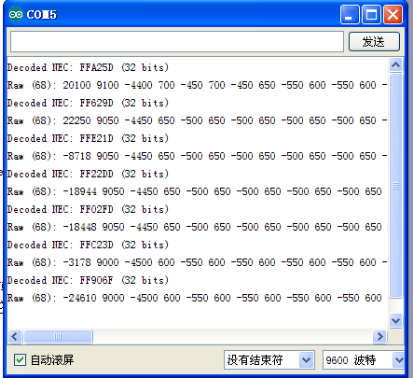 COM5
发送
Decoded NEC: FFA25D (32 bits)
Raw (68): 20100 9100 -4400 700 -450 700 -450 650 -550 600 -550 600 -
Decoded NEC: FF629D (32 bits)
Raw (68): 22250 9050 -4450 650 -500 650 -500 650 -500 650 -500 650 -
Decoded NEC: FFE21D (32 bits)
Raw (68): -8718 9050 -4450 650 -500 650 -500 650 -550 600 -550 600 -
Decoded NEC: FF22DD (32 bits)
Raw (68): -18944 9050 -4450 650 -500 650 -500 650 -500 650 -500 650
Decoded NEC: FF02FD (32 bits)
Raw (68): -18448 9050 -4450 650 -500 650 -500 650 -550 600 -550 650
Decoded NEC: FFC23D (32 bits)
Raw (68): -3178 9000 -4500 600 -550 600 -550 600 -550 600 -550 600 -
Decoded NEC: FF906F (32 bits)
Raw (68): -24610 9000 -4500 600 -550 600 -550 600 -550 600 -550 600
自动滚屏
没有结束符
9600 波特